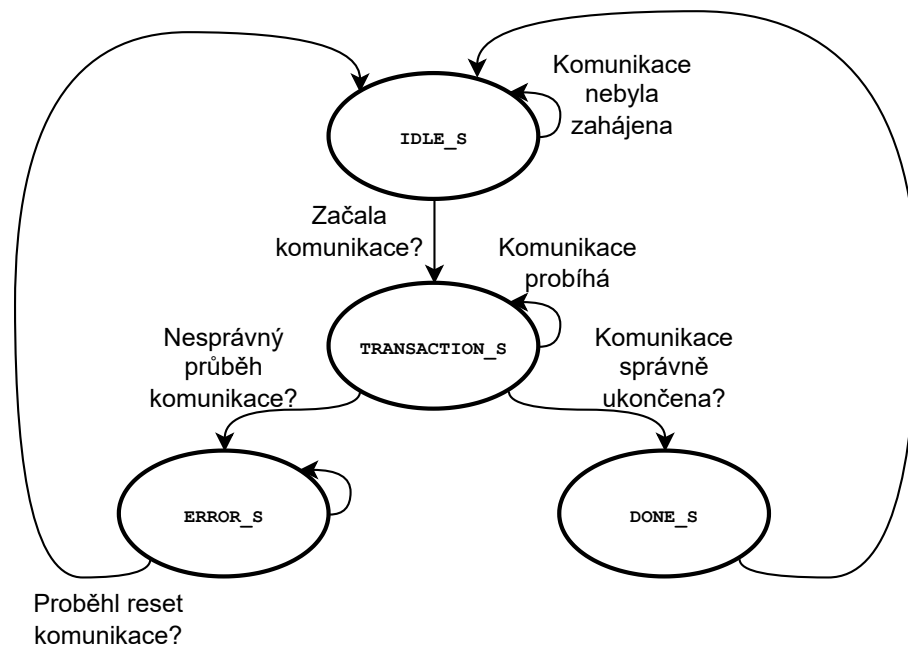 Komunikace
nebyla
zahájena
IDLE_S
Začala
komunikace?
Komunikace
probíhá
TRANSACTION_S
Nesprávný
průběh
komunikace?
Komunikace
správně
ukončena?
ERROR_S
DONE_S
Proběhl reset
komunikace?